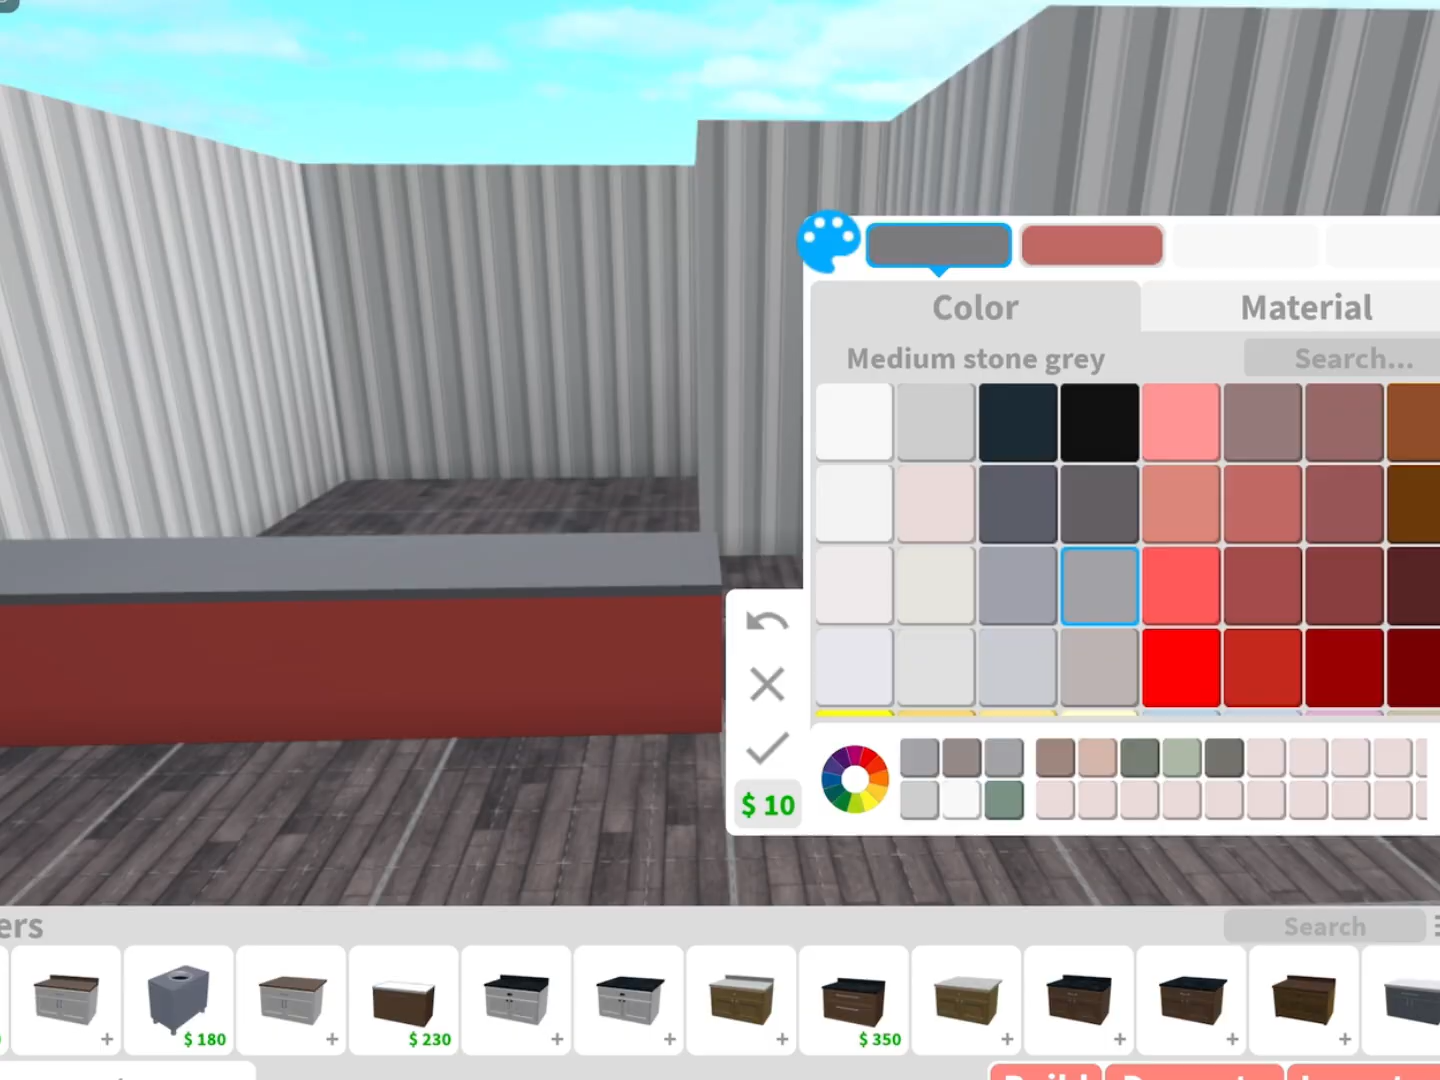 Color
Material
Medium stone grey
Search...
$ 10
ers
Search
$ 180
$ 230
$ 350